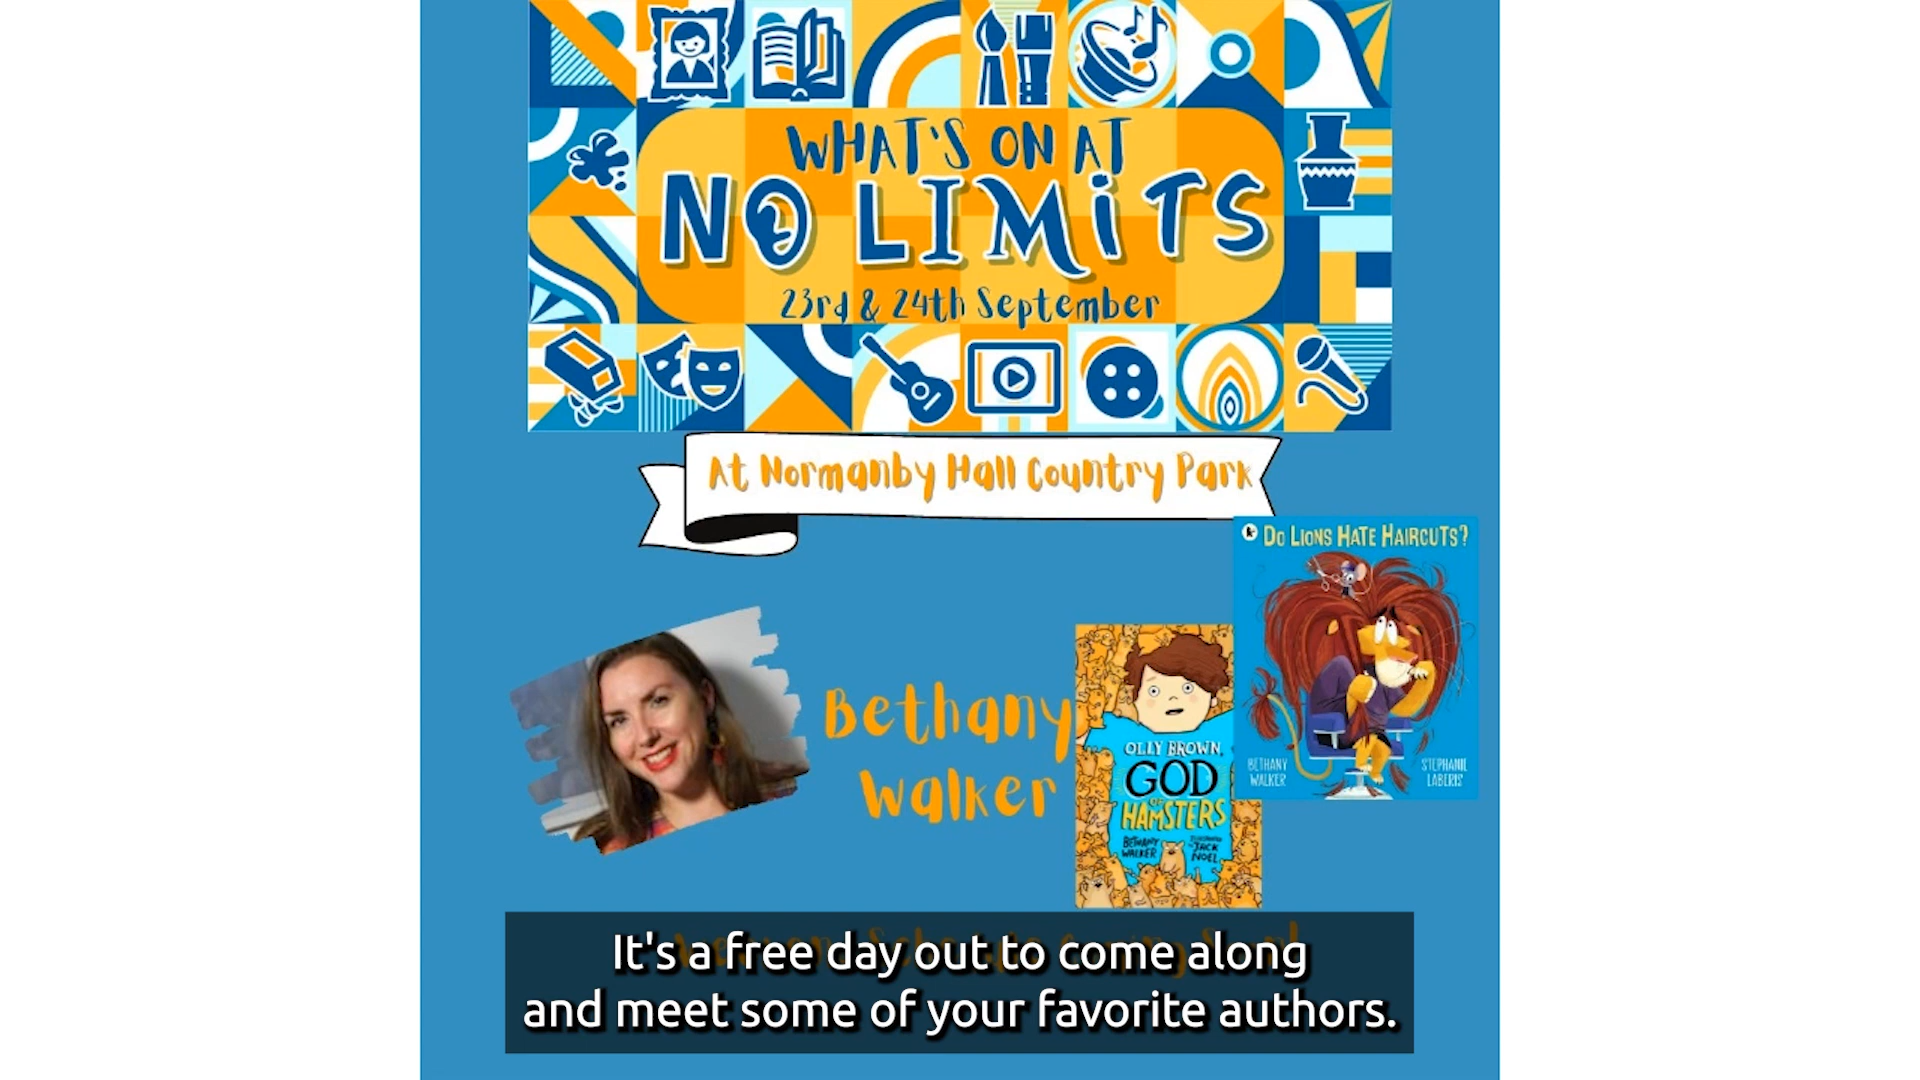 WHAT'S ON AT
NO LIMITS
23rd & 24th September
At Normanby Hall Country Park
Do Lions Hate Haircuts?
BETHANY
WALKER
STEPHANIE
LABERIS
Bethany
Walker
OLLY BROWN,
GOD
OF
HAMSTERS
BETHANY
WALKER
JACK
NOEL
It's a free day out to come along
and meet some of your favorite authors.